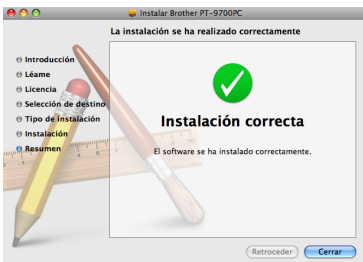 Instalar Brother PT-9700PC
La instalación se ha realizado correctamente
Introducción
Léame
Licencia
Selección de destino
Tipo de instalación
Instalación
Resumen
Instalación correcta
El software se ha instalado correctamente.
Retroceder
Cerrar